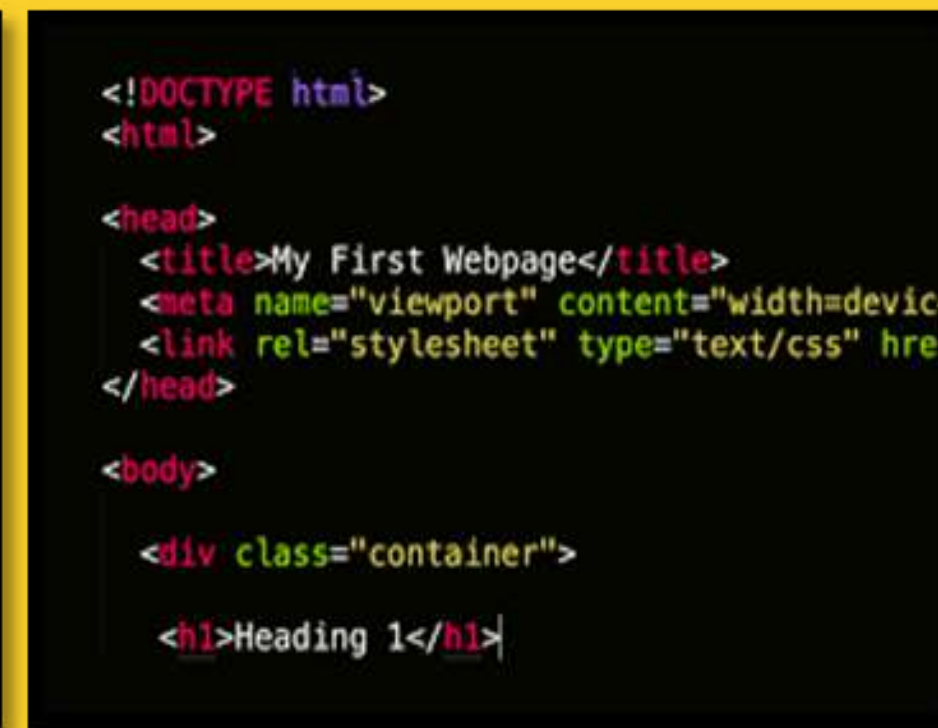 <!DOCTYPE html>
<html>
<head>
<title>My First Webpage</title>
<meta name="viewport" content="width=devic
<link rel="stylesheet" type="text/css" hre
</head>
<body>
<div class="container">
<h1>Heading 1</h1>